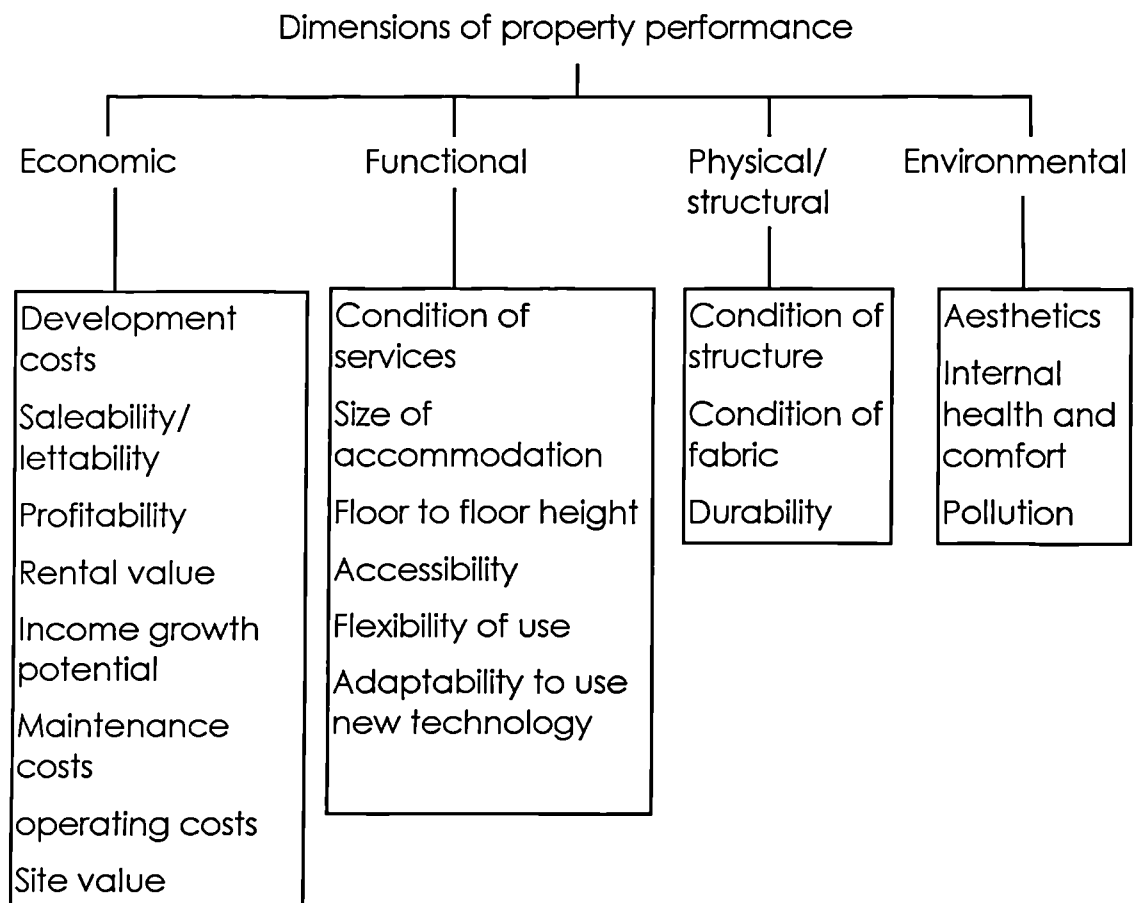 Dimensions of property performance
Economic
Functional
Physical/
structural
Environmental
Development
costs
Saleability/
lettability
Profitability
Rental value
Income growth
potential
Maintenance
costs
operating costs
Site value
Condition of
services
Size of
accommodation
Floor to floor height
Accessibility
Flexibility of use
Adaptability to use
new technology
Condition of
structure
Condition of
fabric
Durability
Aesthetics
Internal
health and
comfort
Pollution